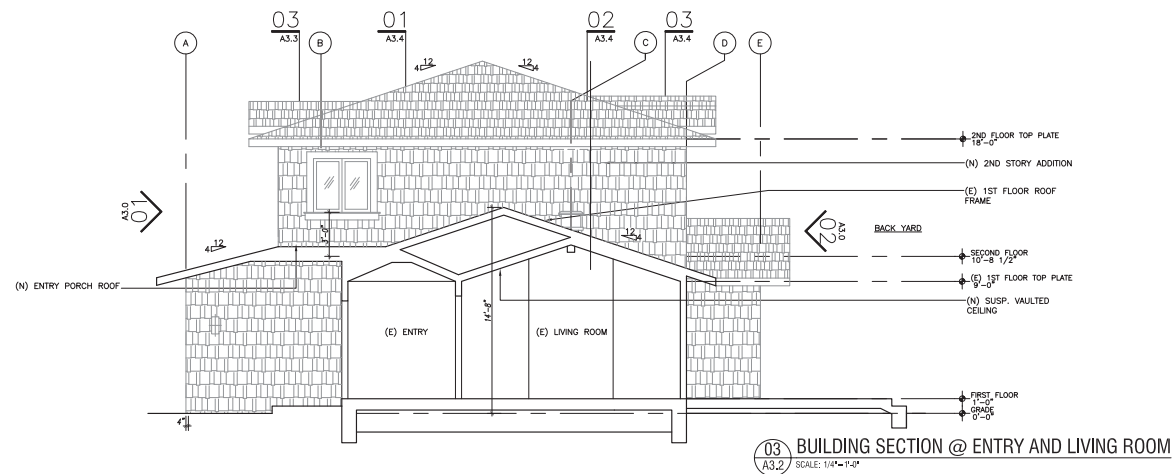 03
A3.3
01
A3.4
02
A3.4
03
A3.4
A
B
C
D
E
12
4
12
4
2ND FLOOR TOP PLATE
18'-0"
(N) 2ND STORY ADDITION
(E) 1ST FLOOR ROOF
FRAME
01
A3.0
02
A3.0
BACK YARD
3'-0"
12
4
12
4
SECOND FLOOR
10'-8 1/2"
(E) 1ST FLOOR TOP PLATE
9'-0"
(N) ENTRY PORCH ROOF
(N) SUSP. VAULTED
CEILING
14'-8"
(E) ENTRY
(E) LIVING ROOM
FIRST FLOOR
1'-0"
GRADE
0'-0"
4"
03
A3.2
BUILDING SECTION @ ENTRY AND LIVING ROOM
SCALE: 1/4"=1'-0"